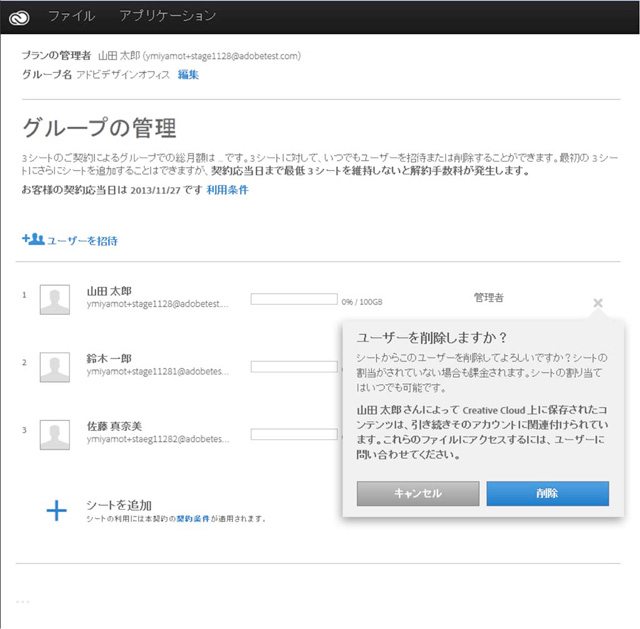 ファイル　アプリケーション
プランの管理者 山田 太郎 (ymiyamot+stage1128@adobetest.com)
グループ名 アドビデザインオフィス 編集
グループの管理
3 シートのご契約によるグループでの総月額は ... です。3 シートに対して、いつでもユーザーを招待または削除することができます。最初の 3 シー
トにさらにシートを追加することはできますが、契約応当日まで最低 3 シートを維持しないと解約手数料が発生します。
お客様の契約応当日は 2013/11/27 です 利用条件
ユーザーを招待
1 山田 太郎
ymiyamot+stage1128@adobetest.... 0% / 100GB 管理者
ユーザーを削除しますか？
シートからこのユーザーを削除してよろしいですか？シートの
割当がされていない場合も課金されます。シートの割り当て
はいつでも可能です。
山田 太郎さんによって Creative Cloud 上に保存されたコ
ンテンツは、引き続きそのアカウントに関連付けられてい
ます。これらのファイルにアクセスするには、ユーザーに
問い合わせてください。
キャンセル 削除
2 鈴木 一郎
ymiyamot+stage11281@adobetes...
3 佐藤 真奈美
ymiyamot+staeg11282@adobetes...
シートを追加
シートの利用には本契約の契約条件が適用されます。
...